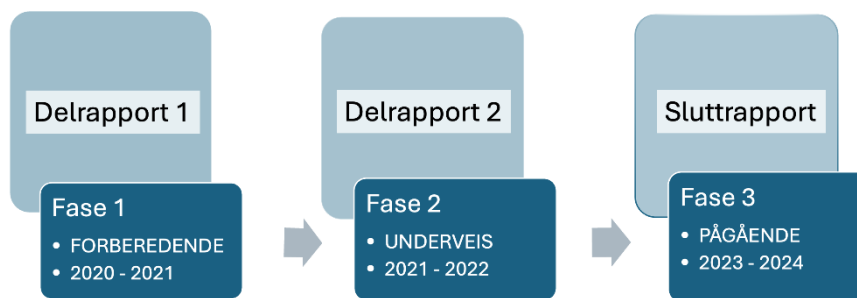 Delrapport 1
Fase 1
• FORBEREDENDE
• 2020 - 2021
Delrapport 2
Fase 2
• UNDERVEIS
• 2021 - 2022
Sluttrapport
Fase 3
• PÅGÅENDE
• 2023 - 2024